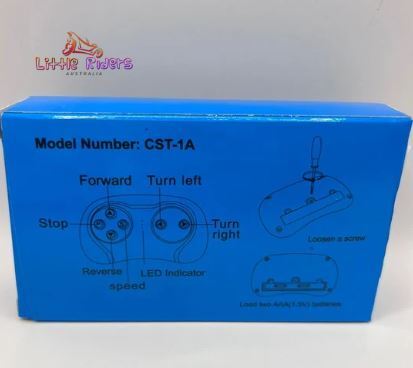 Little Riders
AUSTRALIA
Model Number: CST-1A
Forward Turn left
Stop
Turn
right
Reverse
LED Indicator
speed
Loosen a screw
Load two AAA(1.5V) batteries